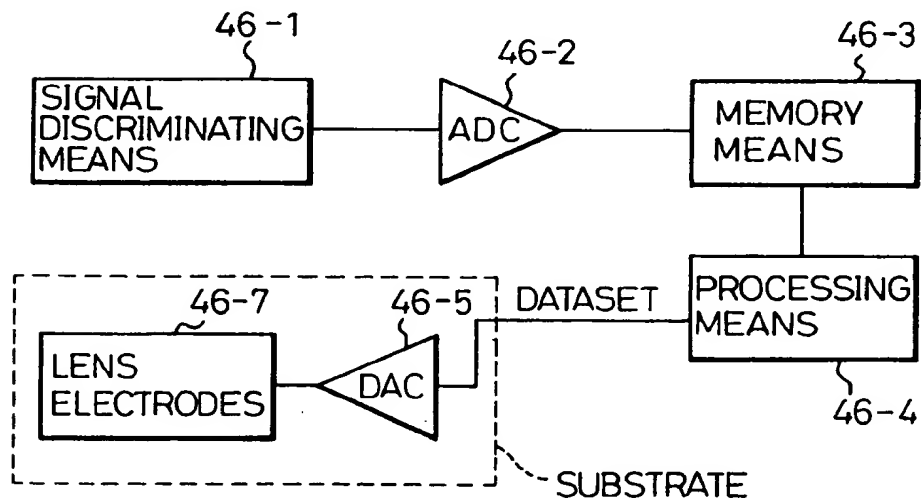 46-1
SIGNAL
DISCRIMINATING
MEANS
46-2
ADC
46-3
MEMORY
MEANS
46-7
LENS
ELECTRODES
46-5
DAC
DATASET
PROCESSING
MEANS
46-4
SUBSTRATE